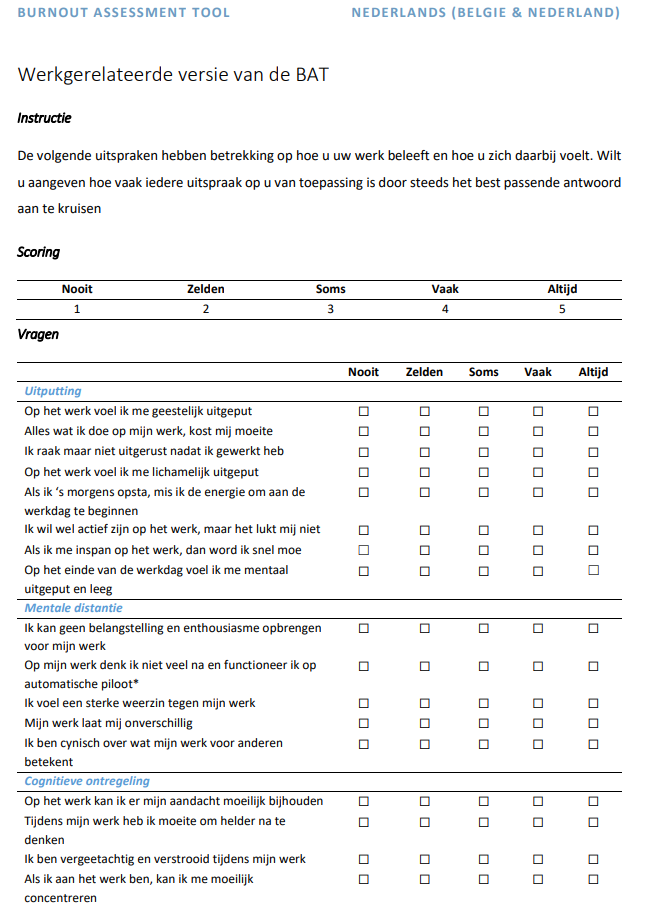 BURNOUT ASSESSMENT TOOL NEDERLANDS (BELGIE & NEDERLAND)
Werkgerelateerde versie van de BAT
Instructie
De volgende uitspraken hebben betrekking op hoe u uw werk beleeft en hoe u zich daarbij voelt. Wilt
u aangeven hoe vaak iedere uitspraak op u van toepassing is door steeds het best passende antwoord
aan te kruisen
Scoring
Nooit Zelden Soms Vaak Altijd
1 2 3 4 5
Vragen
Nooit Zelden Soms Vaak Altijd
Uitputting
Op het werk voel ik me geestelijk uitgeput ☐ ☐ ☐ ☐ ☐
Alles wat ik doe op mijn werk, kost mij moeite ☐ ☐ ☐ ☐ ☐
Ik raak maar niet uitgerust nadat ik gewerkt heb ☐ ☐ ☐ ☐ ☐
Op het werk voel ik me lichamelijk uitgeput ☐ ☐ ☐ ☐ ☐
Als ik ‘s morgens opsta, mis ik de energie om aan de ☐ ☐ ☐ ☐ ☐
werkdag te beginnen
Ik wil wel actief zijn op het werk, maar het lukt mij niet ☐ ☐ ☐ ☐ ☐
Als ik me inspan op het werk, dan word ik snel moe ☐ ☐ ☐ ☐ ☐
Op het einde van de werkdag voel ik me mentaal ☐ ☐ ☐ ☐ ☐
uitgeput en leeg
Mentale distantie
Ik kan geen belangstelling en enthousiasme opbrengen ☐ ☐ ☐ ☐ ☐
voor mijn werk
Op mijn werk denk ik niet veel na en functioneer ik op ☐ ☐ ☐ ☐ ☐
automatische piloot*
Ik voel een sterke weerzin tegen mijn werk ☐ ☐ ☐ ☐ ☐
Mijn werk laat mij onverschillig ☐ ☐ ☐ ☐ ☐
Ik ben cynisch over wat mijn werk voor anderen ☐ ☐ ☐ ☐ ☐
betekent
Cognitieve ontregeling
Op het werk kan ik er mijn aandacht moeilijk bijhouden ☐ ☐ ☐ ☐ ☐
Tijdens mijn werk heb ik moeite om helder na te ☐ ☐ ☐ ☐ ☐
denken
Ik ben vergeetachtig en verstrooid tijdens mijn werk ☐ ☐ ☐ ☐ ☐
Als ik aan het werk ben, kan ik me moeilijk ☐ ☐ ☐ ☐ ☐
concentreren